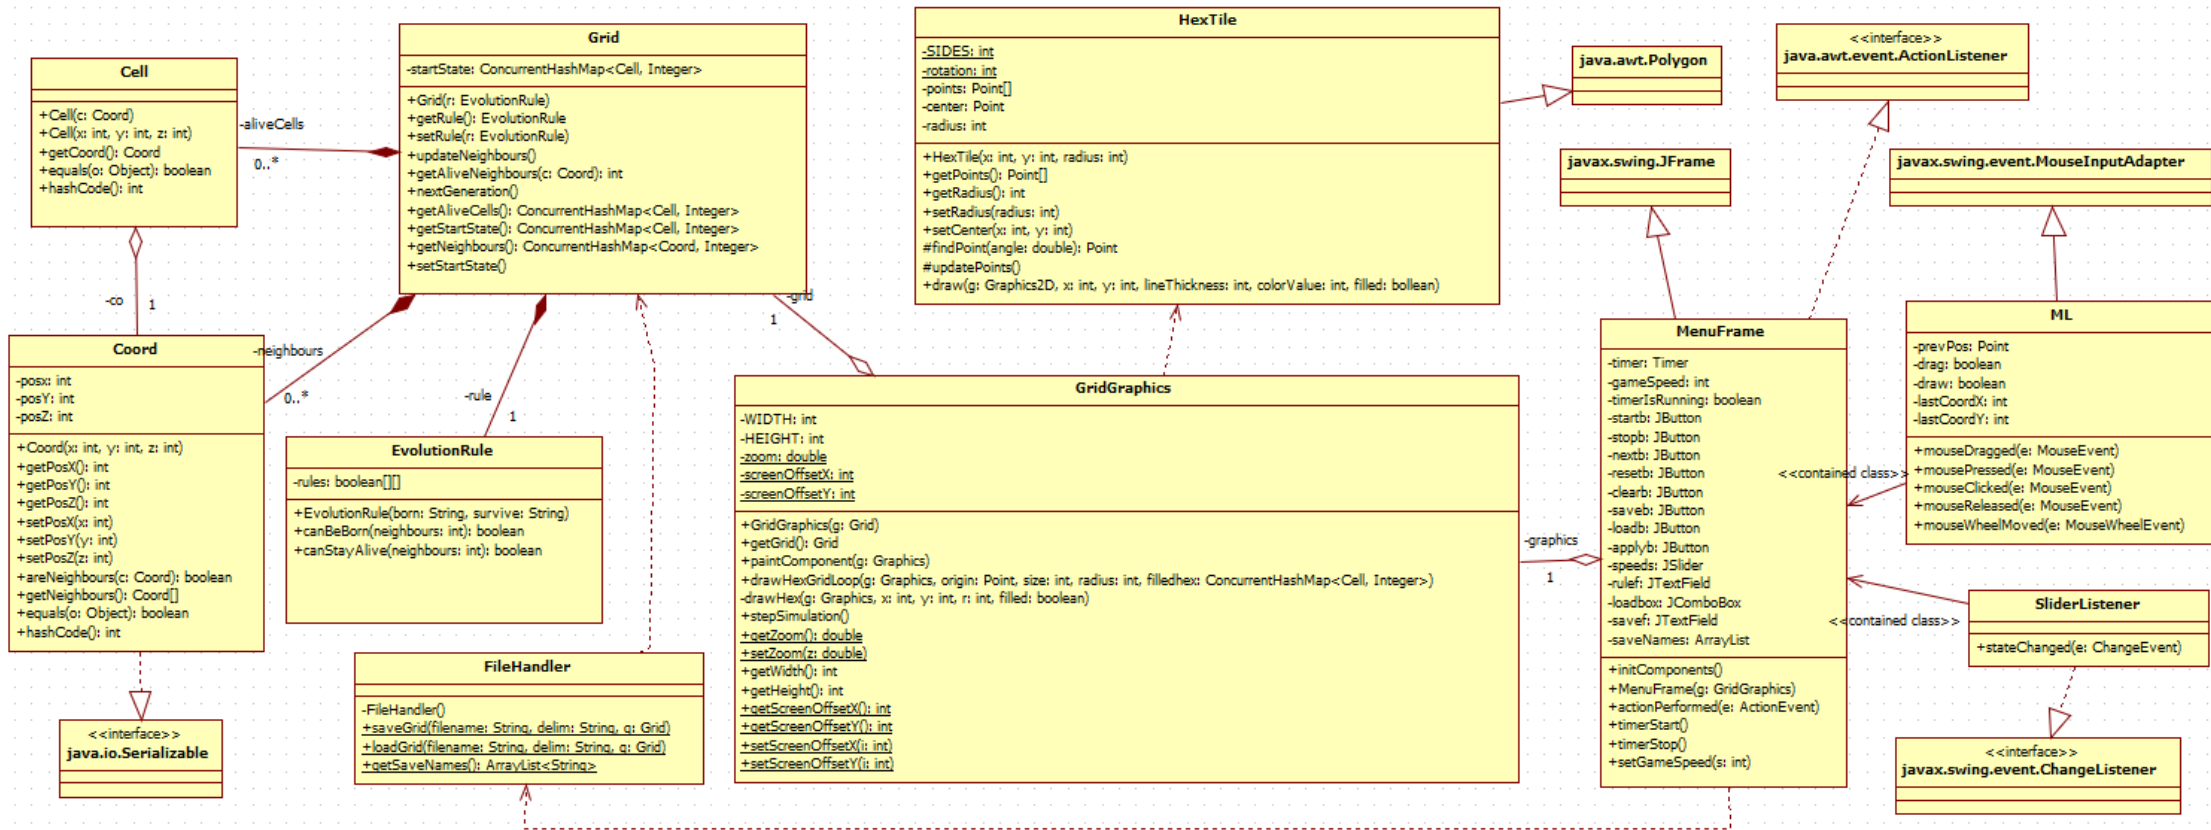 Cell
+Cell(c: Coord)
+Cell(x: int, y: int, z: int)
+getCoord(): Coord
+equals(o: Object): boolean
+hashCode(): int
-aliveCells
0..*
Grid
-startState: ConcurrentHashMap<Cell, Integer>
+Grid(r: EvolutionRule)
+getRule(): EvolutionRule
+setRule(r: EvolutionRule)
+updateNeighbours()
+getAliveNeighbours(c: Coord): int
+nextGeneration()
+getAliveCells(): ConcurrentHashMap<Cell, Integer>
+getStartState(): ConcurrentHashMap<Cell, Integer>
+getNeighbours(): ConcurrentHashMap<Coord, Integer>
+setStartState()
HexTile
-SIDES: int
-rotation: int
-points: Point[]
-center: Point
-radius: int
+HexTile(x: int, y: int, radius: int)
+getPoints(): Point[]
+getRadius(): int
+setRadius(radius: int)
+setCenter(x: int, y: int)
#findPoint(angle: double): Point
#updatePoints()
+draw(g: Graphics2D, x: int, y: int, lineThickness: int, colorValue: int, filled: bollean)
java.awt.Polygon
<<interface>>
java.awt.event.ActionListener
javax.swing.JFrame
javax.swing.event.MouseInputAdapter
-co
1
Coord
-posx: int
-posY: int
-posZ: int
+Coord(x: int, y: int, z: int)
+getPosX(): int
+getPosY(): int
+getPosZ(): int
+setPosX(x: int)
+setPosY(y: int)
+setPosZ(z: int)
+areNeighbours(c: Coord): boolean
+getNeighbours(): Coord[]
+equals(o: Object): boolean
+hashCode(): int
-neighbours
0..*
-rule
1
-grid
1
EvolutionRule
-rules: boolean[][]
+EvolutionRule(born: String, survive: String)
+canBeBorn(neighbours: int): boolean
+canStayAlive(neighbours: int): boolean
GridGraphics
-WIDTH: int
-HEIGHT: int
-zoom: double
-screenOffsetX: int
-screenOffsetY: int
+GridGraphics(g: Grid)
+getGrid(): Grid
+paintComponent(g: Graphics)
+drawHexGridLoop(g: Graphics, origin: Point, size: int, radius: int, filledhex: ConcurrentHashMap<Cell, Integer>)
-drawHex(g: Graphics, x: int, y: int, r: int, filled: boolean)
+stepSimulation()
+getZoom(): double
+setZoom(z: double)
+getWidth(): int
+getHeight(): int
+getScreenOffsetX(): int
+getScreenOffsetY(): int
+setScreenOffsetX(i: int)
+setScreenOffsetY(i: int)
-graphics
1
MenuFrame
-timer: Timer
-gameSpeed: int
-timerIsRunning: boolean
-startb: JButton
-stopb: JButton
-nextb: JButton
-resetb: JButton
-clearb: JButton
-saveb: JButton
-loadb: JButton
-applyb: JButton
-speeds: JSlider
-rulef: JTextField
-loadbox: JComboBox
-savef: JTextField
-saveNames: ArrayList
+initComponents()
+MenuFrame(g: GridGraphics)
+actionPerformed(e: ActionEvent)
+timerStart()
+timerStop()
+setGameSpeed(s: int)
ML
-prevPos: Point
-drag: boolean
-draw: boolean
-lastCoordX: int
-lastCoordY: int
+mouseDragged(e: MouseEvent)
+mousePressed(e: MouseEvent)
+mouseClicked(e: MouseEvent)
+mouseReleased(e: MouseEvent)
+mouseWheelMoved(e: MouseWheelEvent)
<<contained class>>
SliderListener
+stateChanged(e: ChangeEvent)
<<contained class>>
FileHandler
-FileHandler()
+saveGrid(filename: String, delim: String, g: Grid)
+loadGrid(filename: String, delim: String, g: Grid)
+getSaveNames(): ArrayList<String>
<<interface>>
java.io.Serializable
<<interface>>
javax.swing.event.ChangeListener